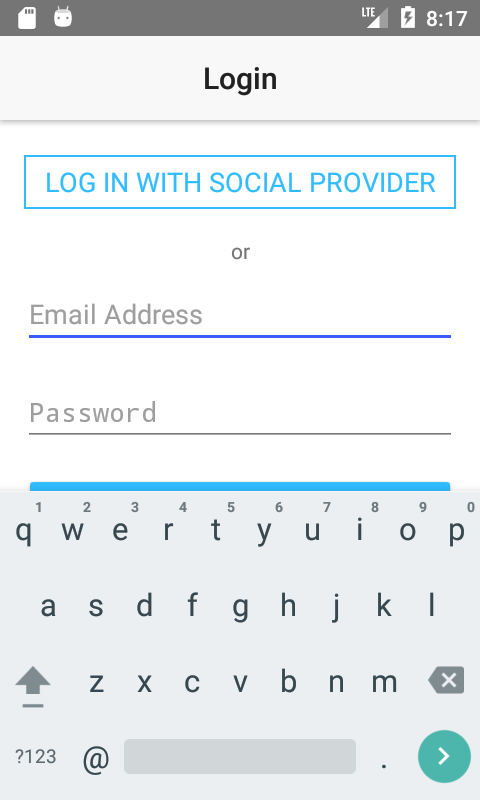 LTE 8:17
Login
LOG IN WITH SOCIAL PROVIDER
or
Email Address
Password
1 2 3 4 5 6 7 8 9 0
q w e r t y u i o p
a s d f g h j k l
z x c v b n m
?123 @ .